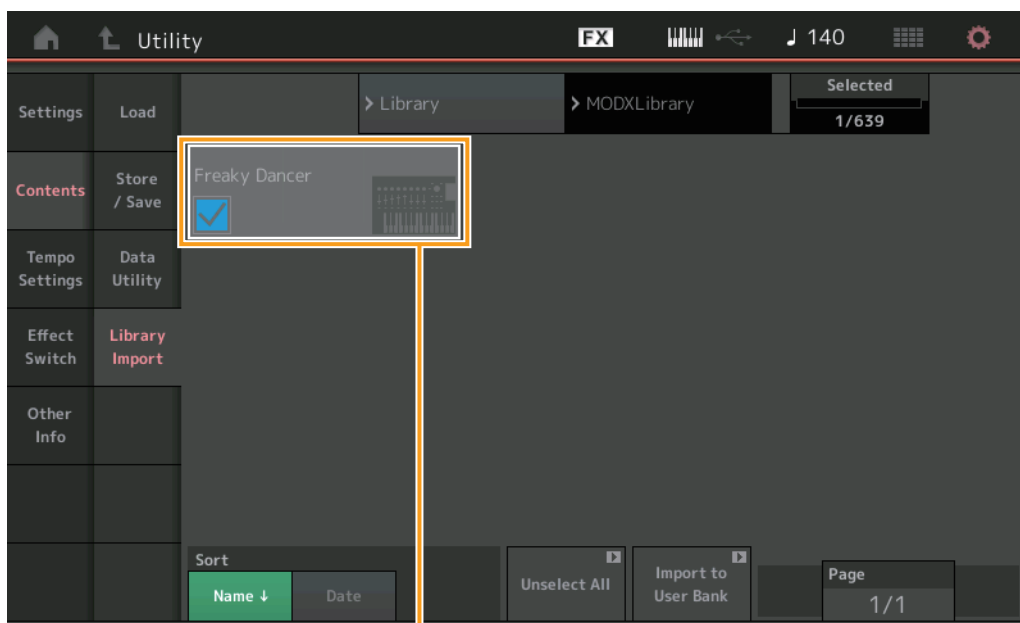 Utility
FX
♩ 140
Settings
Load
> Library
> MODXLibrary
Selected
1/639
Contents
Store
/ Save
Freaky Dancer
Tempo
Settings
Data
Utility
Effect
Switch
Library
Import
Other
Info
Sort
Name ↓
Date
Unselect All
Import to
User Bank
Page
1/1